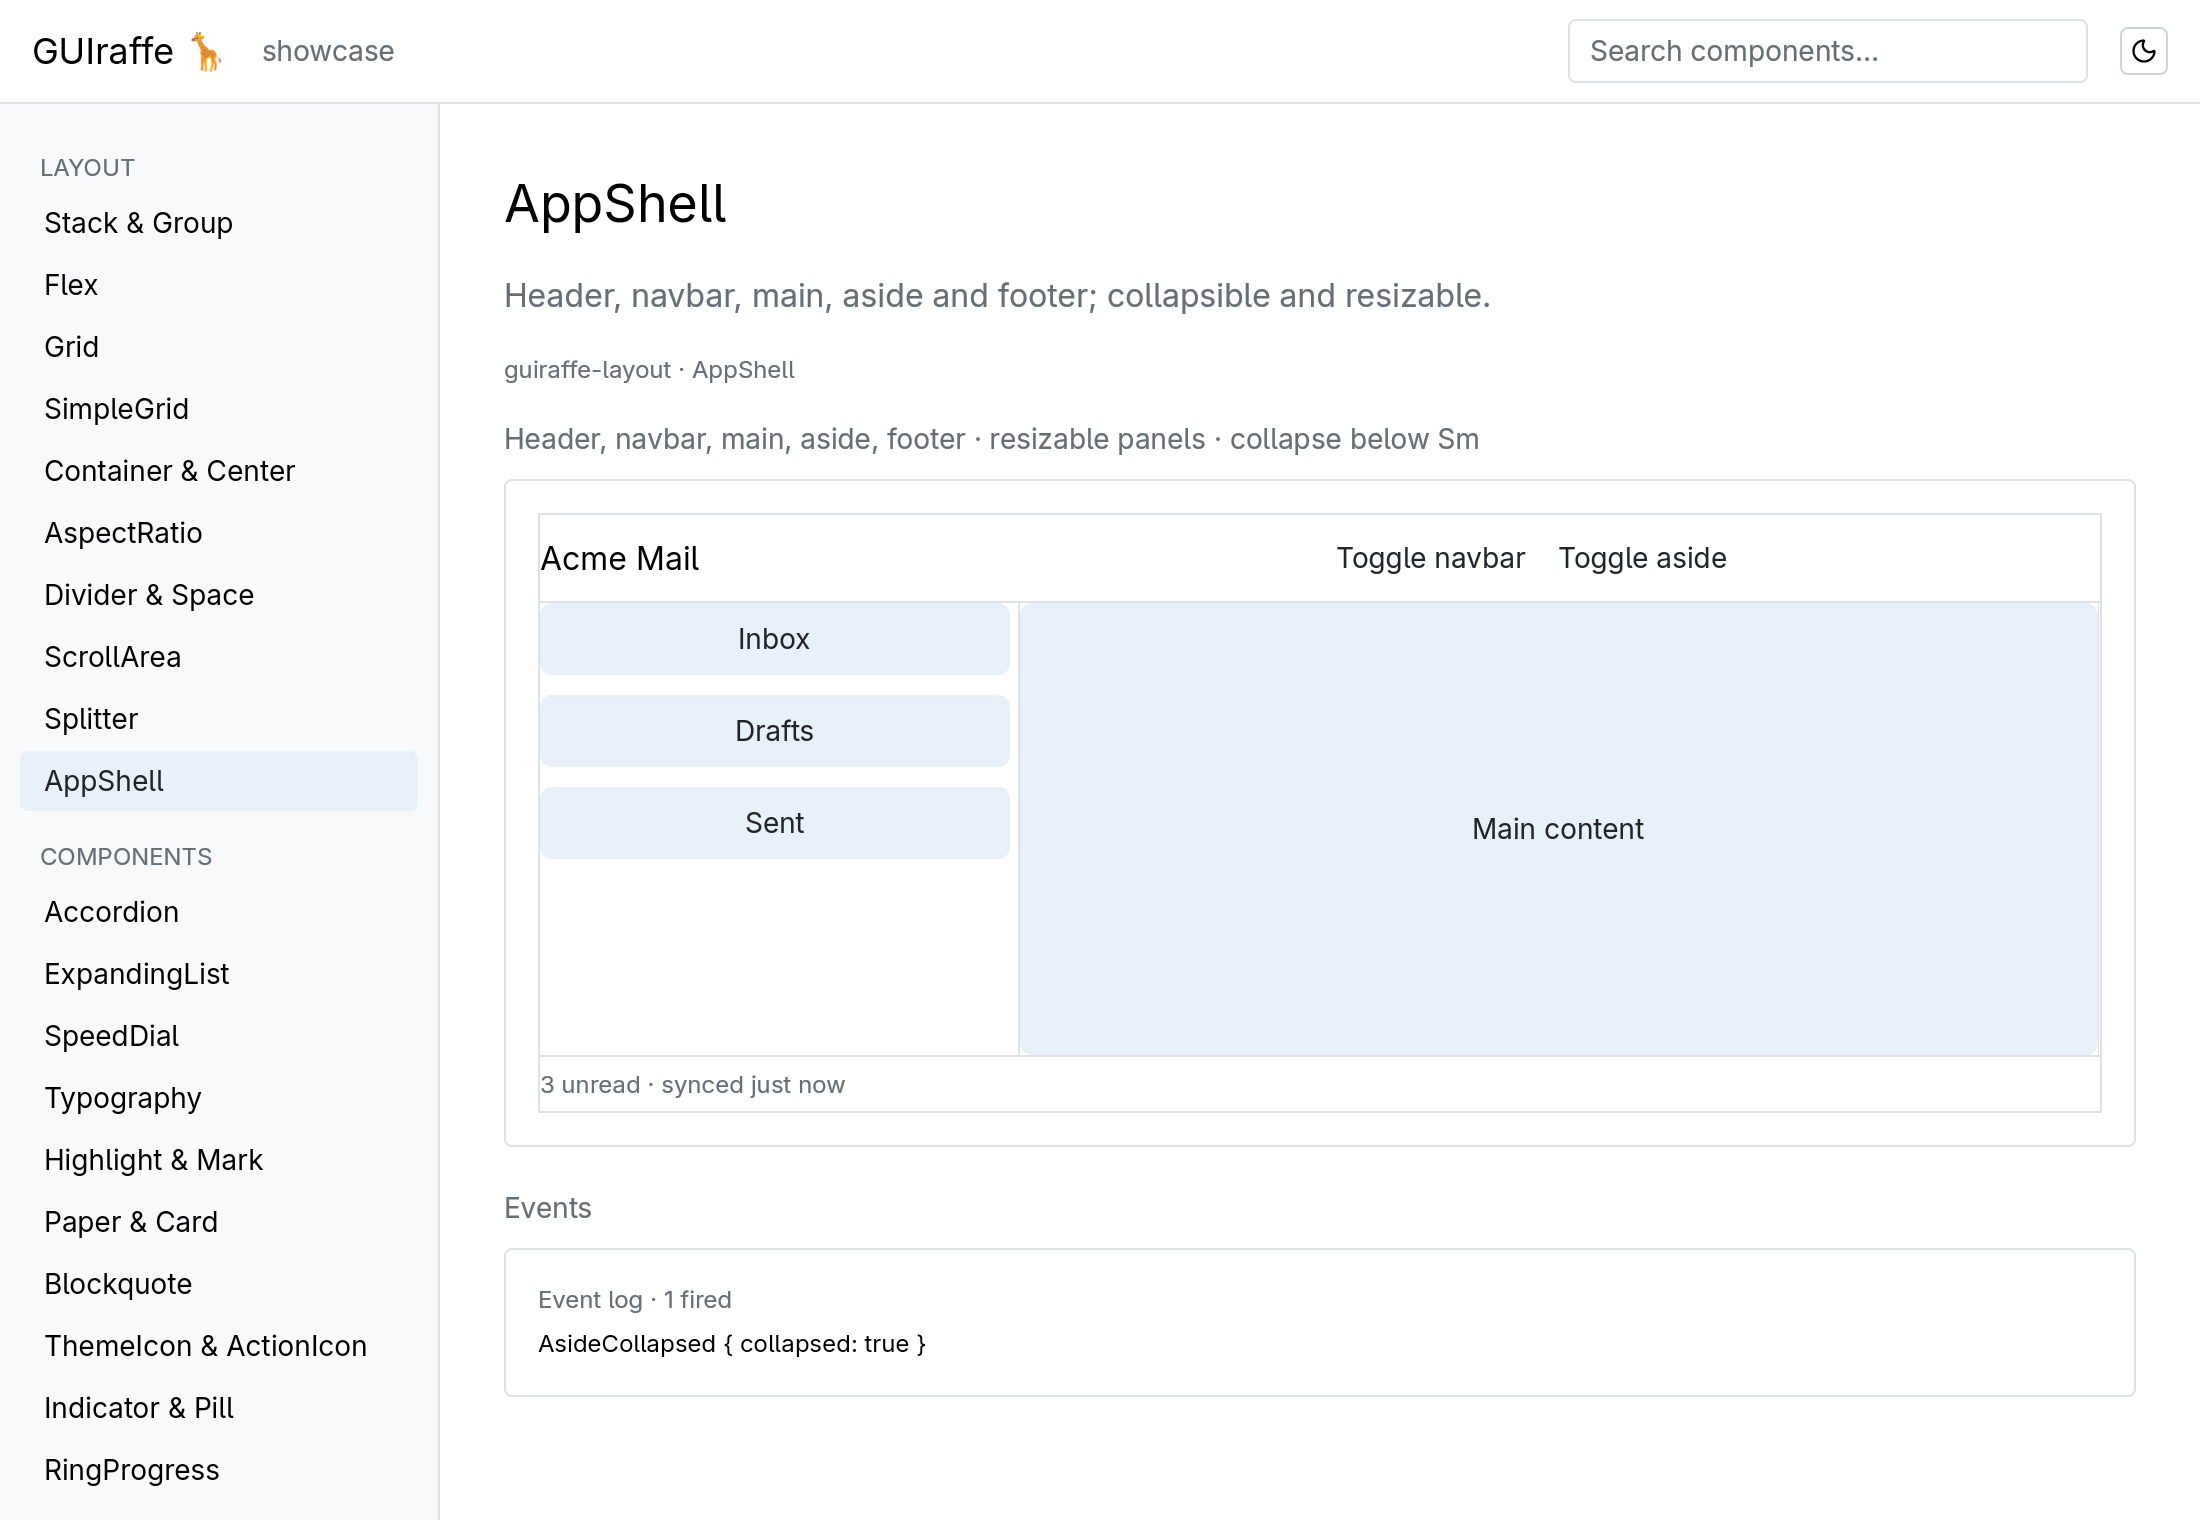 GUIraffe 🦒 showcase Search components...
LAYOUT
Stack & Group
Flex
Grid
SimpleGrid
Container & Center
AspectRatio
Divider & Space
ScrollArea
Splitter
AppShell
COMPONENTS
Accordion
ExpandingList
SpeedDial
Typography
Highlight & Mark
Paper & Card
Blockquote
ThemeIcon & ActionIcon
Indicator & Pill
RingProgress
AppShell
Header, navbar, main, aside and footer; collapsible and resizable.
guiraffe-layout · AppShell
Header, navbar, main, aside, footer · resizable panels · collapse below Sm
Acme Mail Toggle navbar Toggle aside
Inbox
Drafts
Sent
Main content
3 unread · synced just now
Events
Event log · 1 fired
AsideCollapsed { collapsed: true }